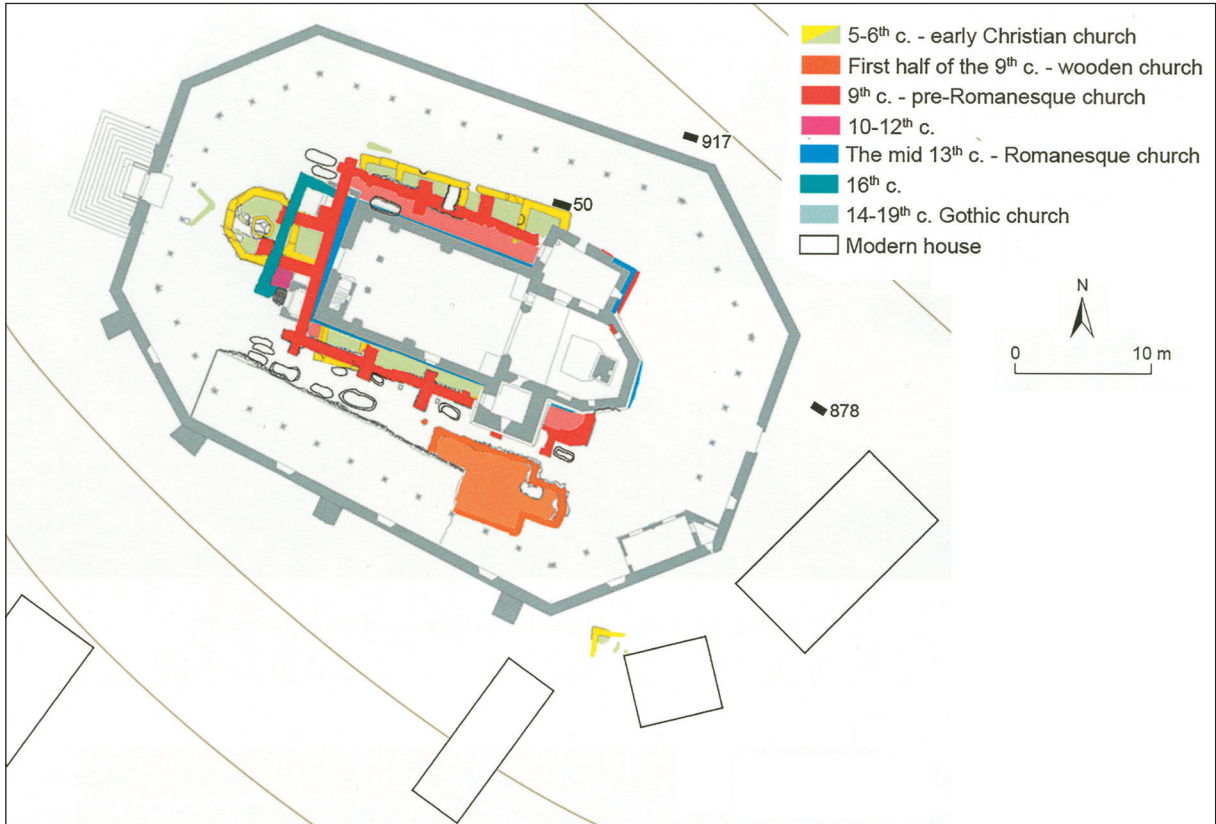 5-6th c. - early Christian church
First half of the 9th c. - wooden church
9th c. - pre-Romanesque church
10-12th c.
The mid 13th c. - Romanesque church
16th c.
14-19th c. Gothic church
Modern house
N
0 10 m
917
50
878